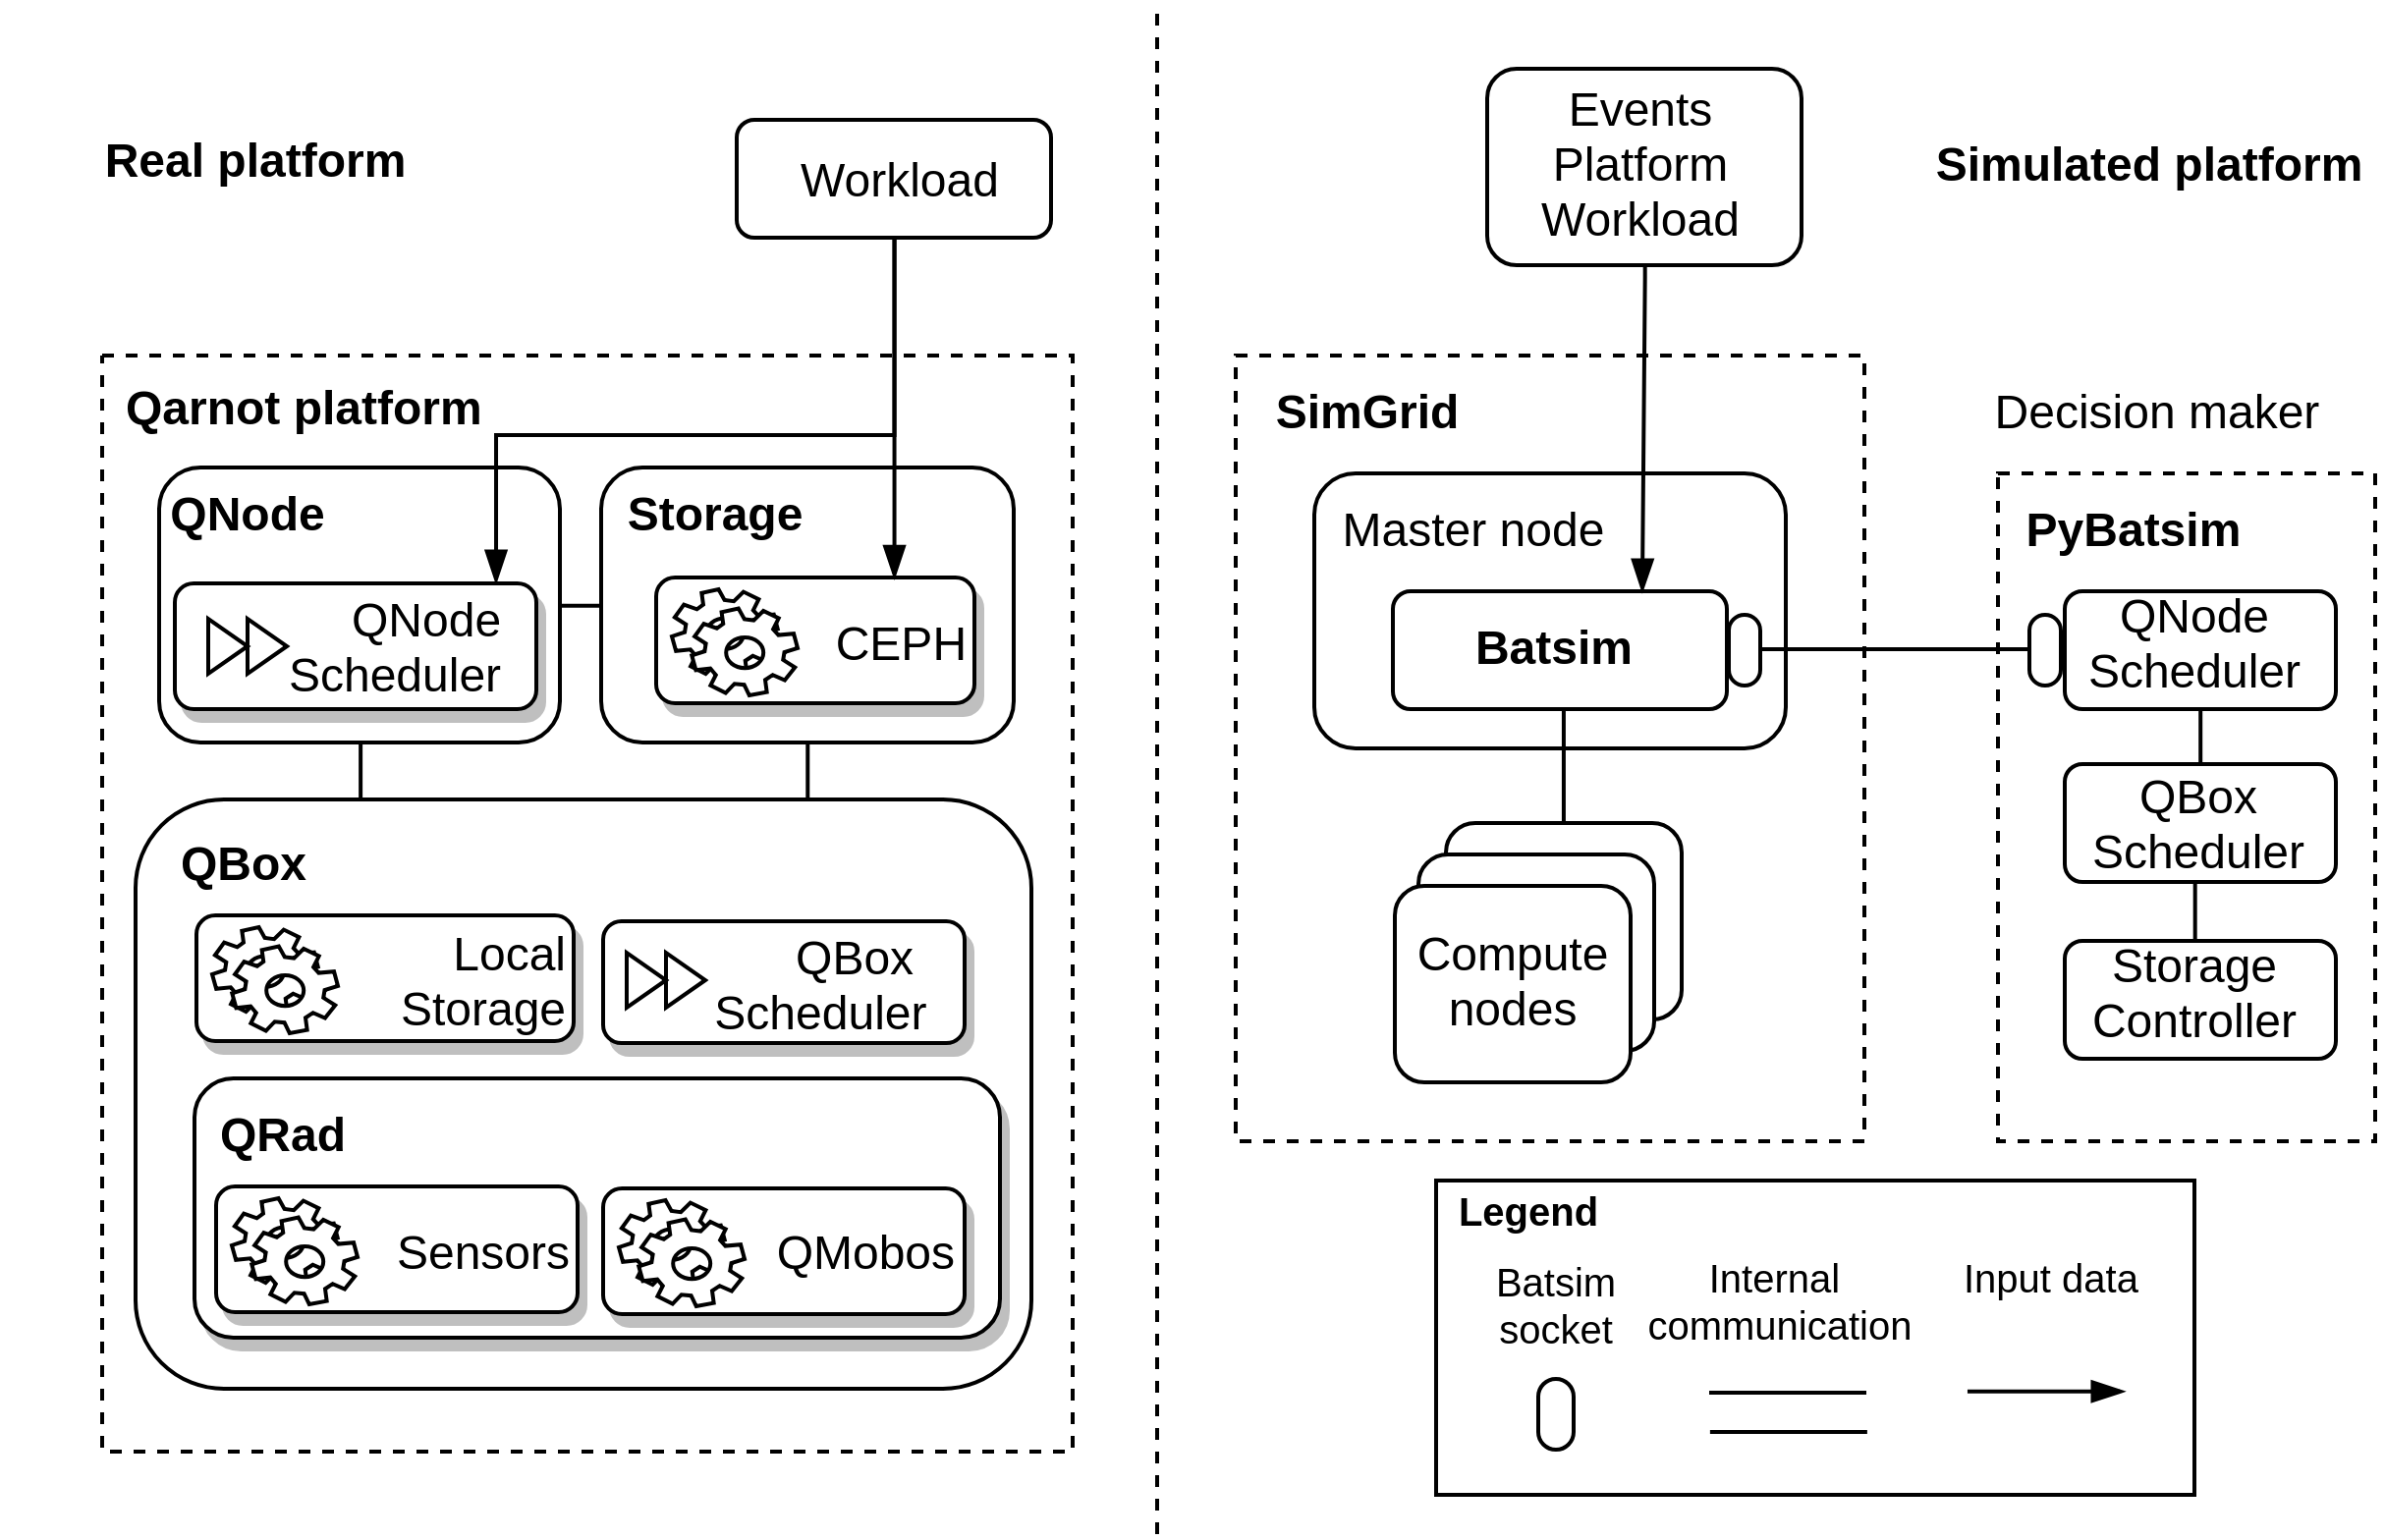 Real platform
Workload
Qarnot platform
QNode
QNode
Scheduler
Storage
CEPH
QBox
Local
Storage
QBox
Scheduler
QRad
Sensors
QMobos
Events
Platform
Workload
Simulated platform
SimGrid
Master node
Batsim
Compute
nodes
Decision maker
PyBatsim
QNode
Scheduler
QBox
Scheduler
Storage
Controller
Legend
Batsim
socket
Internal
communication
Input data